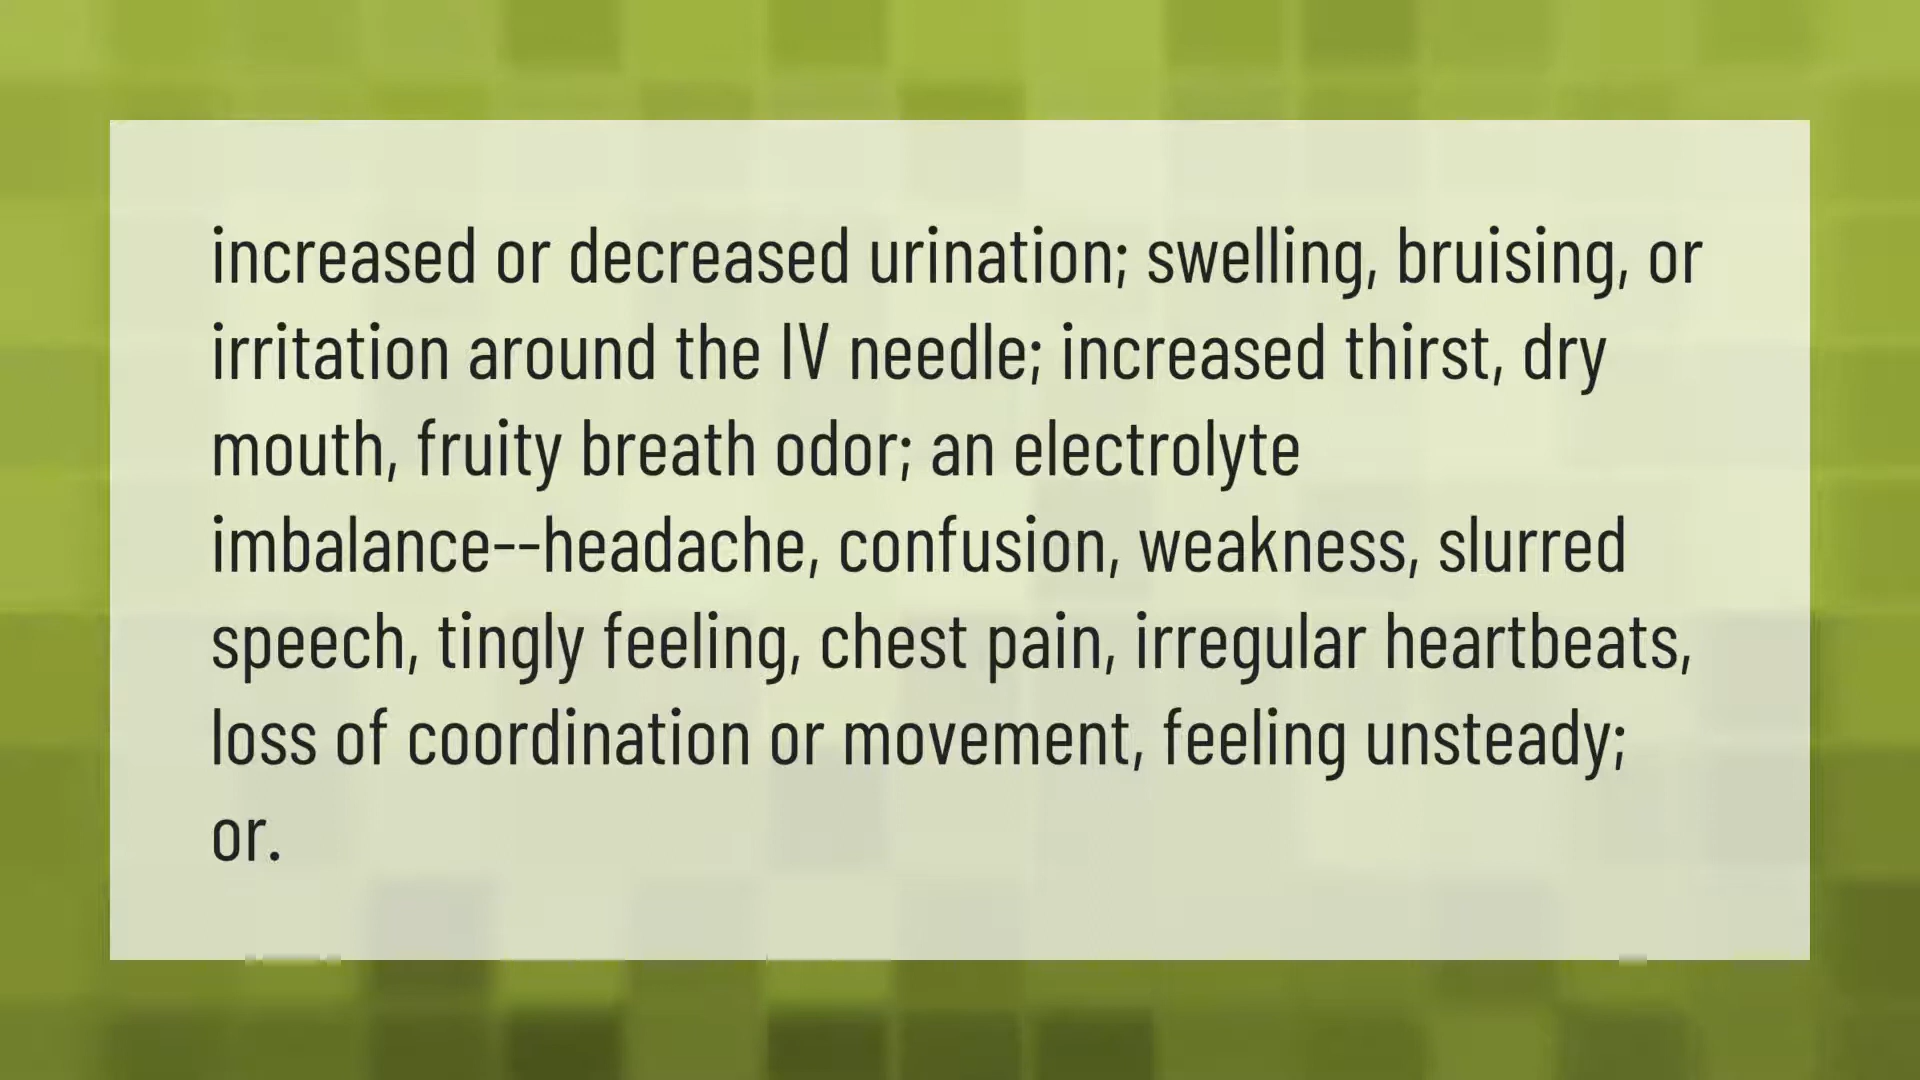 increased or decreased urination; swelling, bruising, or
irritation around the IV needle; increased thirst, dry
mouth, fruity breath odor; an electrolyte
imbalance--headache, confusion, weakness, slurred
speech, tingly feeling, chest pain, irregular heartbeats,
loss of coordination or movement, feeling unsteady;
or.